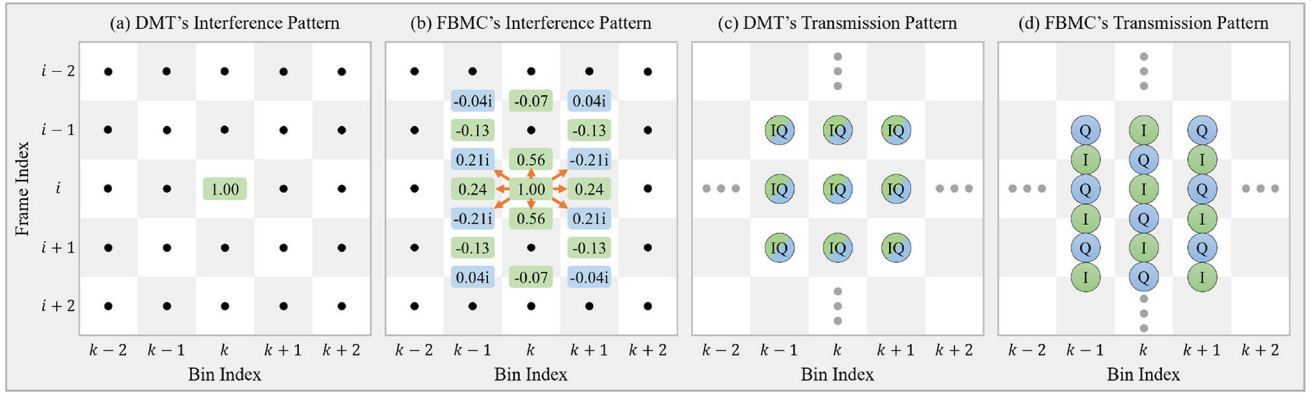 (a) DMT's Interference Pattern (b) FBMC's Interference Pattern (c) DMT's Transmission Pattern (d) FBMC's Transmission Pattern
i − 2
-0.04i -0.07 0.04i
i − 1 -0.13 -0.13 IQ IQ IQ Q I Q
0.21i 0.56 -0.21i I Q I
i 1.00 0.24 1.00 0.24 IQ IQ IQ Q I Q
-0.21i 0.56 0.21i I Q I
i + 1 -0.13 -0.13 IQ IQ IQ Q I Q
0.04i -0.07 -0.04i I Q I
i + 2
Frame Index
k − 2 k − 1 k k + 1 k + 2 k − 2 k − 1 k k + 1 k + 2 k − 2 k − 1 k k + 1 k + 2 k − 2 k − 1 k k + 1 k + 2
Bin Index Bin Index Bin Index Bin Index